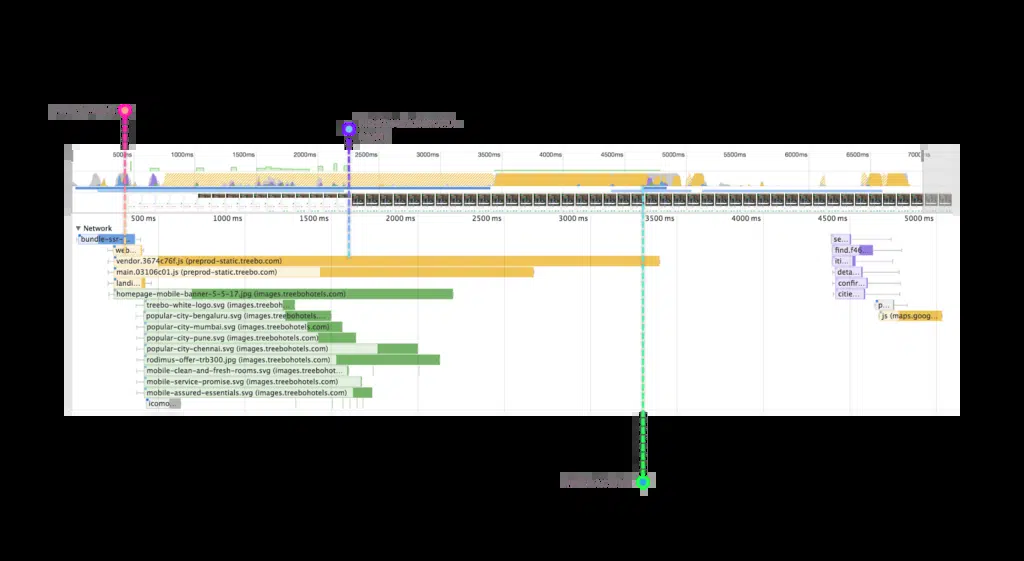 500ms 1000ms 1500ms 2000ms 2500ms 3000ms 3500ms 4000ms 4500ms 5000ms 5500ms 6000ms 6500ms
500 ms 1000 ms 1500 ms 2000 ms 2500 ms 3000 ms 3500 ms 4000 ms 4500 ms 5000 ms
▼ Network
bundle-ssr-j... se...
web... find.f46...
vendor.3674c76f.js (preprod-static.treebo.com) iti...
main.03106c01.js (preprod-static.treebo.com) deta...
landi... confir...
homepage-mobile-banner-5-5-17.jpg (images.treebohotels.com) citie...
treebo-white-logo.svg (images.treeboh... p...
popular-city-bengaluru.svg (images.treebohotels.... js (maps.goog...
popular-city-mumbai.svg (images.treebohotels.com)
popular-city-pune.svg (images.treebohotels.com)
popular-city-chennai.svg (images.treebohotels.com)
rodimus-offer-trb300.jpg (images.treebohotels.com)
mobile-clean-and-fresh-rooms.svg (images.treebohot...
mobile-service-promise.svg (images.treebohotels.com)
mobile-assured-essentials.svg (images.treebohotels.com)
icomo...